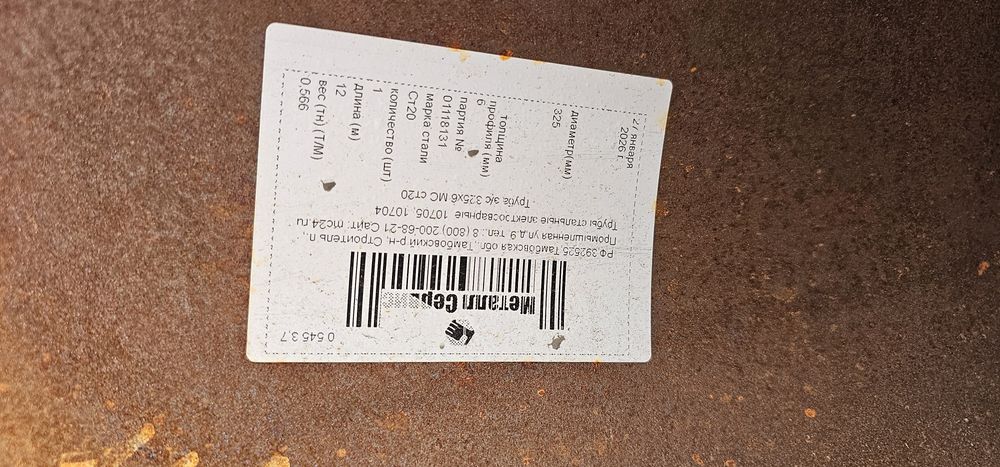 Металл Сервис
РФ,392525,Тамбовская обл. Тамбовский р-н, Строитель п.,
Промышленная ул,д.9 тел.: 8 (800) 200-68-21 Сайт: mc24.ru
Трубы стальные электросварные 10705, 10704
Труба э/с 325х6 МС ст20
27 января
2026 г.
диаметр(мм)
325
толщина
профиля (мм)
6
партия №
01118131
марка стали
Ст20
количество (шт)
1
длина (м)
12
вес (тн) (Т/М)
0,566
0.545.3.7